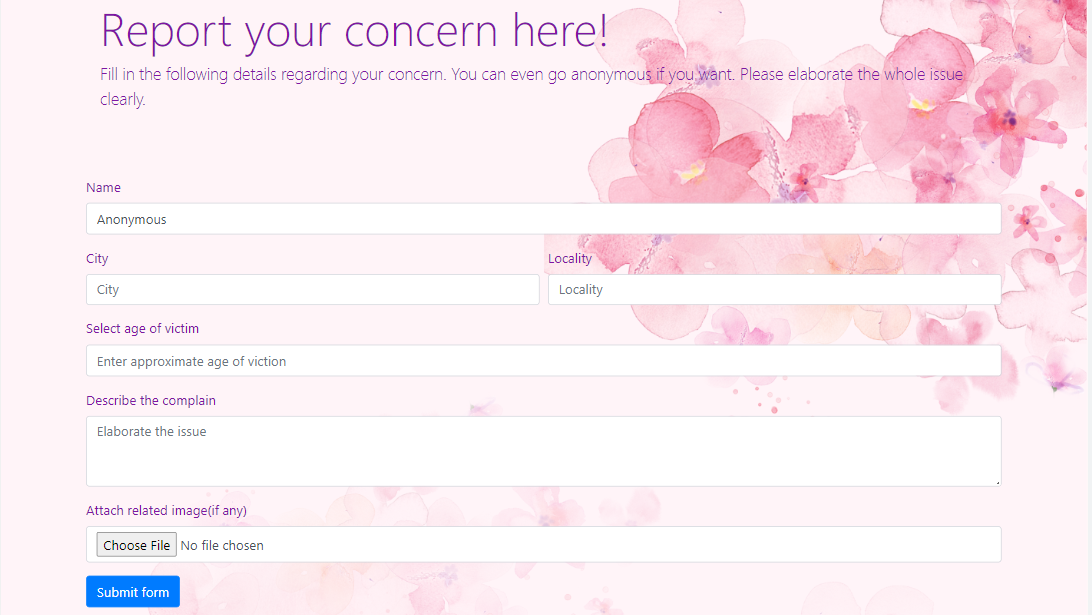 Report your concern here!
Fill in the following details regarding your concern. You can even go anonymous if you want. Please elaborate the whole issue
clearly.
Name
Anonymous
City
Locality
City
Locality
Select age of victim
Enter approximate age of viction
Describe the complain
Elaborate the issue
Attach related image(if any)
Choose File No file chosen
Submit form